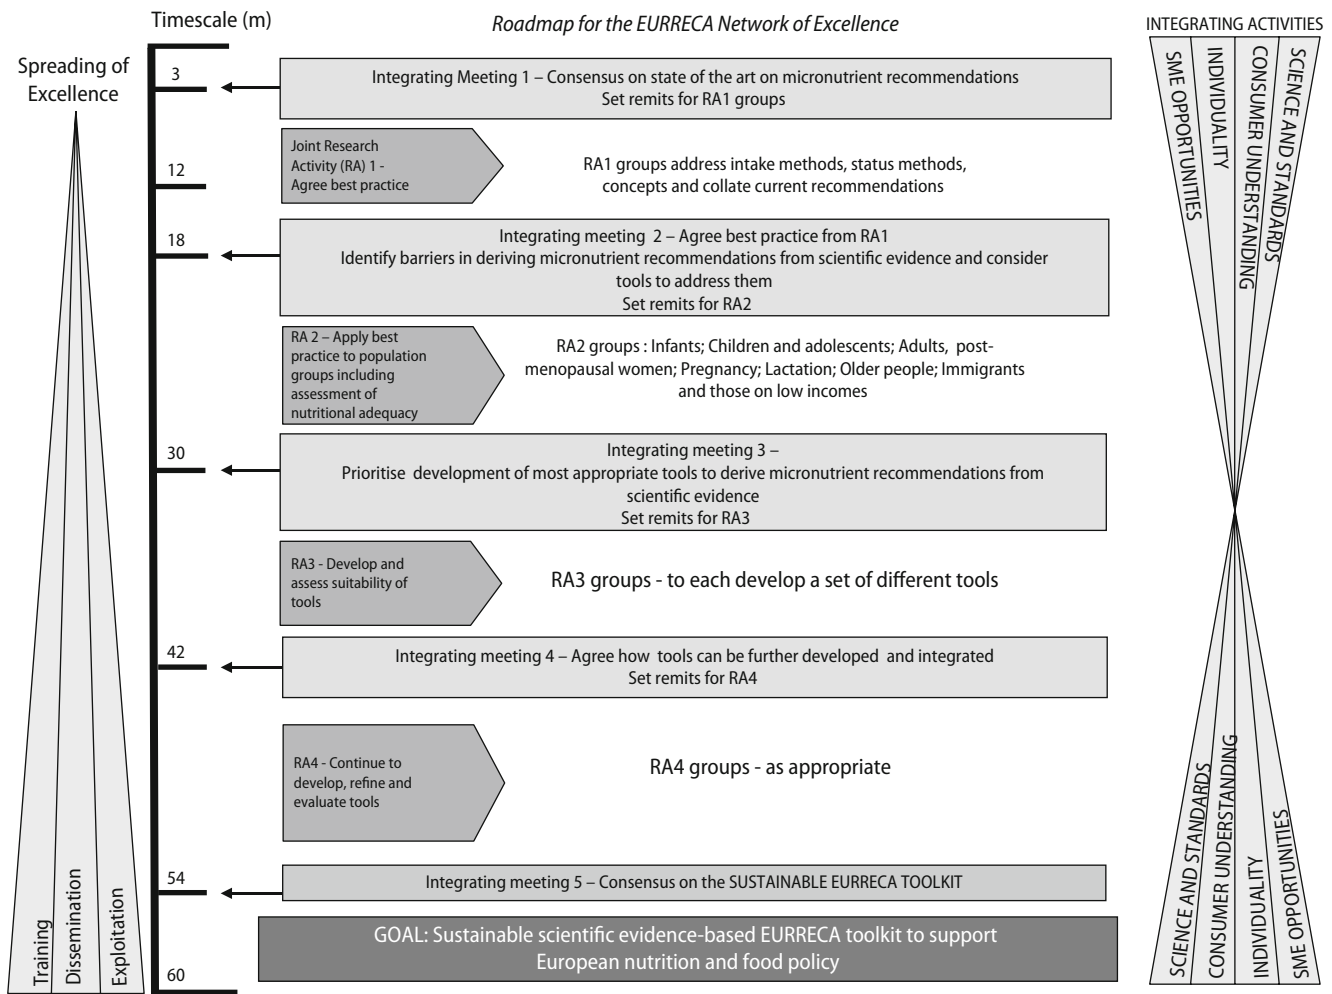 Timescale (m)
Roadmap for the EURRECA Network of Excellence
INTEGRATING ACTIVITIES
Spreading of
Excellence
3
Integrating Meeting 1 – Consensus on state of the art on micronutrient recommendations
Set remits for RA1 groups
SME OPPORTUNITIES
INDIVIDUALITY
CONSUMER UNDERSTANDING
SCIENCE AND STANDARDS
12
Joint Research
Activity (RA) 1 -
Agree best practice
RA1 groups address intake methods, status methods,
concepts and collate current recommendations
18
Integrating meeting 2 – Agree best practice from RA1
Identify barriers in deriving micronutrient recommendations from scientific evidence and consider
tools to address them
Set remits for RA2
RA 2 – Apply best
practice to population
groups including
assessment of
nutritional adequacy
RA2 groups : Infants; Children and adolescents; Adults, post-
menopausal women; Pregnancy; Lactation; Older people; Immigrants
and those on low incomes
30
Integrating meeting 3 –
Prioritise development of most appropriate tools to derive micronutrient recommendations from
scientific evidence
Set remits for RA3
RA3 - Develop and
assess suitability of
tools
RA3 groups - to each develop a set of different tools
42
Integrating meeting 4 – Agree how tools can be further developed and integrated
Set remits for RA4
RA4 - Continue to
develop, refine and
evaluate tools
RA4 groups - as appropriate
54
Integrating meeting 5 – Consensus on the SUSTAINABLE EURRECA TOOLKIT
GOAL: Sustainable scientific evidence-based EURRECA toolkit to support
European nutrition and food policy
60
Training
Dissemination
Exploitation
SCIENCE AND STANDARDS
CONSUMER UNDERSTANDING
INDIVIDUALITY
SME OPPORTUNITIES